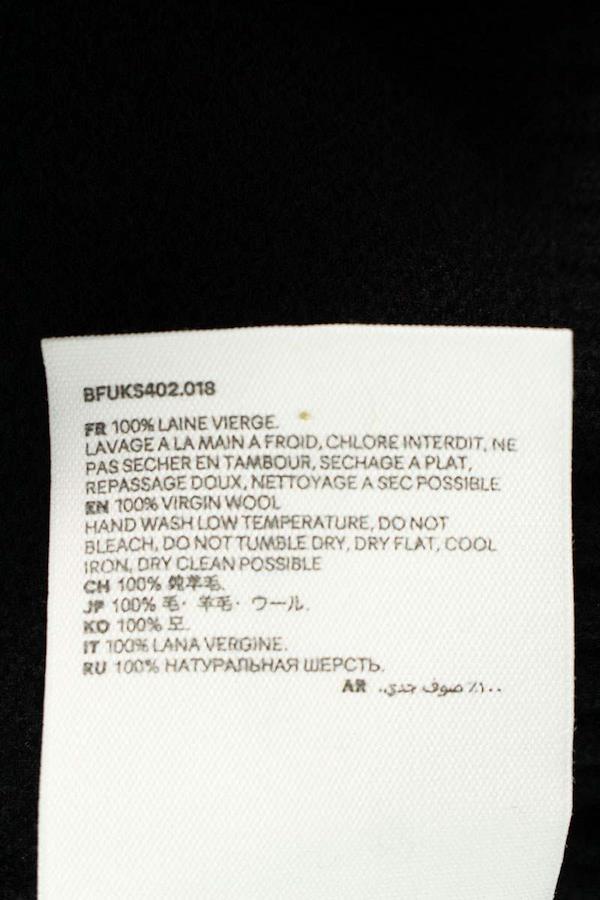 BFUKS402.018
FR 100% LAINE VIERGE.
LAVAGE A LA MAIN A FROID, CHLORE INTERDIT, NE
PAS SECHER EN TAMBOUR, SECHAGE A PLAT,
REPASSAGE DOUX, NETTOYAGE A SEC POSSIBLE
EN 100% VIRGIN WOOL
HAND WASH LOW TEMPERATURE, DO NOT
BLEACH, DO NOT TUMBLE DRY, DRY FLAT, COOL
IRON, DRY CLEAN POSSIBLE
CH 100% 純羊毛.
JP 100% 毛・羊毛・ウール.
KO 100% 모.
IT 100% LANA VERGINE.
RU 100% НАТУРАЛЬНАЯ ШЕРСТЬ.
AR ١٠٠٪ صوف جدي..